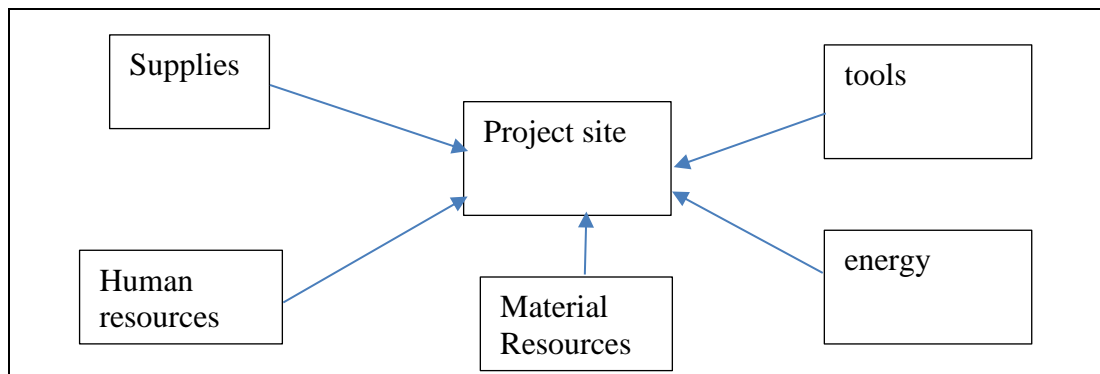 Supplies
tools
Project site
Human
resources
Material
Resources
energy